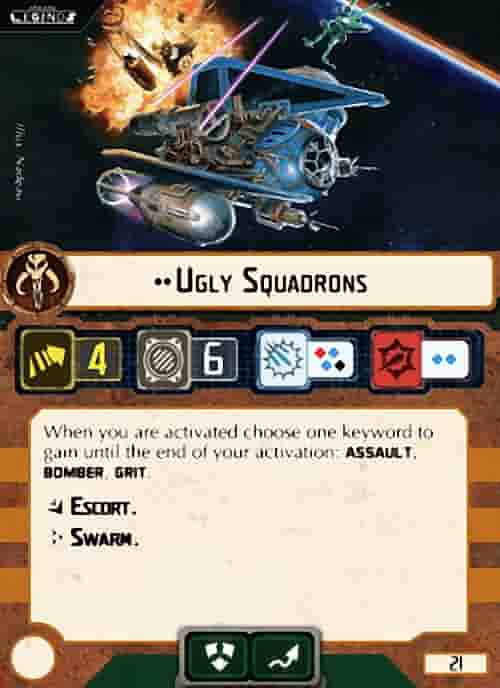 LEGENDS
••UGLY SQUADRONS
4 6
When you are activated choose one keyword to
gain until the end of your activation: ASSAULT,
BOMBER, GRIT.
ESCORT.
SWARM.
21